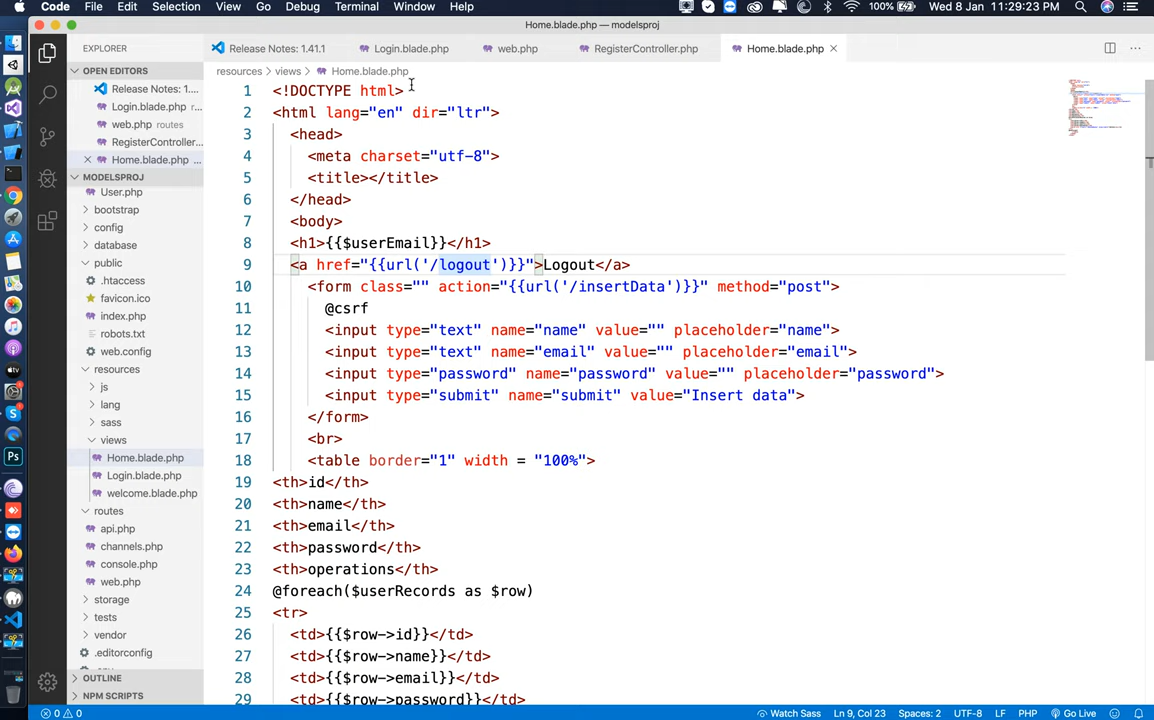 Code File Edit Selection View Go Debug Terminal Window Help 100% Wed 8 Jan 11:29:23 PM
Home.blade.php — modelsproj
EXPLORER
Release Notes: 1.41.1 Login.blade.php web.php RegisterController.php Home.blade.php
OPEN EDITORS
Release Notes: 1.41.1
Login.blade.php re...
web.php routes
RegisterController...
Home.blade.php ...
MODELSPROJ
User.php
bootstrap
config
database
public
.htaccess
favicon.ico
index.php
robots.txt
web.config
resources
js
lang
sass
views
Home.blade.php
Login.blade.php
welcome.blade.php
routes
api.php
channels.php
console.php
web.php
storage
tests
vendor
.editorconfig
OUTLINE
NPM SCRIPTS
resources > views > Home.blade.php
1 <!DOCTYPE html>
2 <html lang="en" dir="ltr">
3 <head>
4 <meta charset="utf-8">
5 <title></title>
6 </head>
7 <body>
8 <h1>{{$userEmail}}</h1>
9 <a href="{{url('/logout')}}">Logout</a>
10 <form class="" action="{{url('/insertData')}}" method="post">
11 @csrf
12 <input type="text" name="name" value="" placeholder="name">
13 <input type="text" name="email" value="" placeholder="email">
14 <input type="password" name="password" value="" placeholder="password">
15 <input type="submit" name="submit" value="Insert data">
16 </form>
17 <br>
18 <table border="1" width = "100%">
19 <th>id</th>
20 <th>name</th>
21 <th>email</th>
22 <th>password</th>
23 <th>operations</th>
24 @foreach($userRecords as $row)
25 <tr>
26 <td>{{$row->id}}</td>
27 <td>{{$row->name}}</td>
28 <td>{{$row->email}}</td>
29 <td>{{$row->password}}</td>
Ps
0 0 Watch Sass Ln 9, Col 23 Spaces: 2 UTF-8 LF PHP Go Live